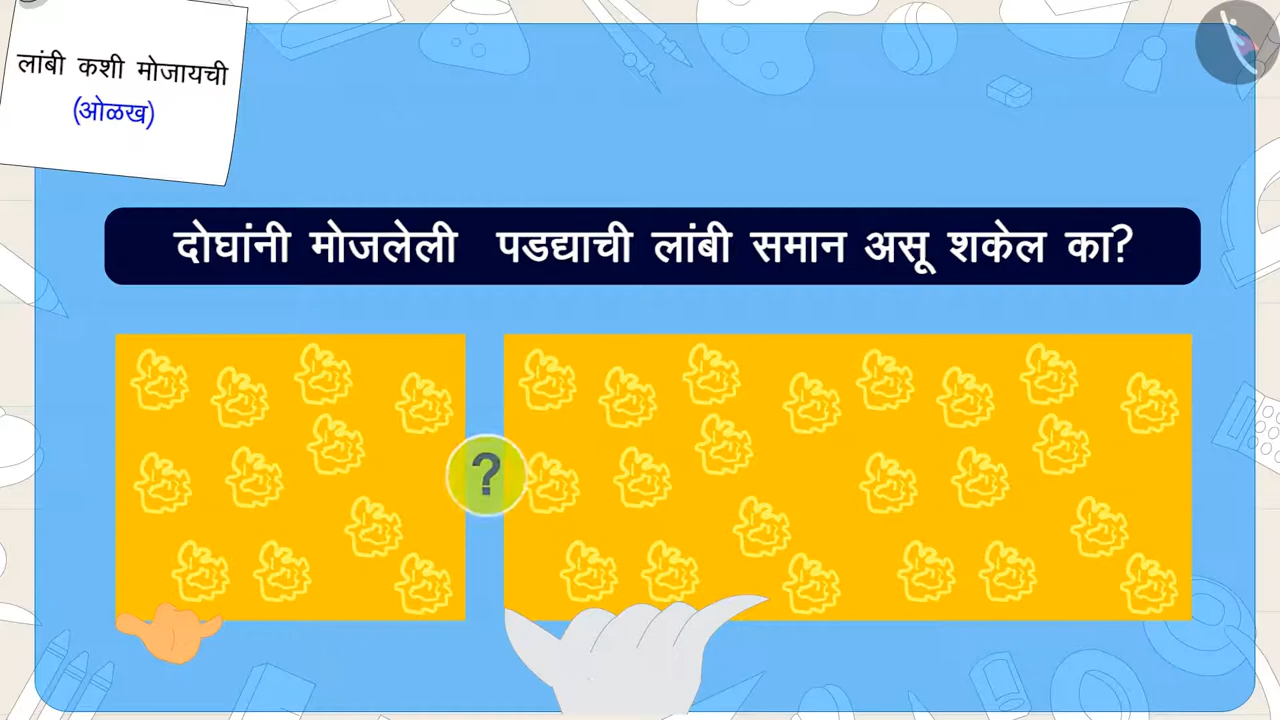 लांबी कशी मोजायची
(ओळख)
दोघांनी मोजलेली पडद्याची लांबी समान असू शकेल का?
?